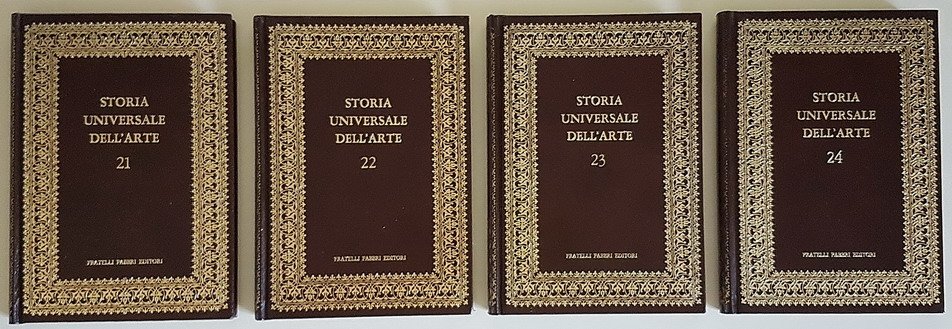 STORIA
UNIVERSALE
DELL'ARTE
21
FRATELLI FABBRI EDITORI
STORIA
UNIVERSALE
DELL'ARTE
22
FRATELLI FABBRI EDITORI
STORIA
UNIVERSALE
DELL'ARTE
23
FRATELLI FABBRI EDITORI
STORIA
UNIVERSALE
DELL'ARTE
24
FRATELLI FABBRI EDITORI